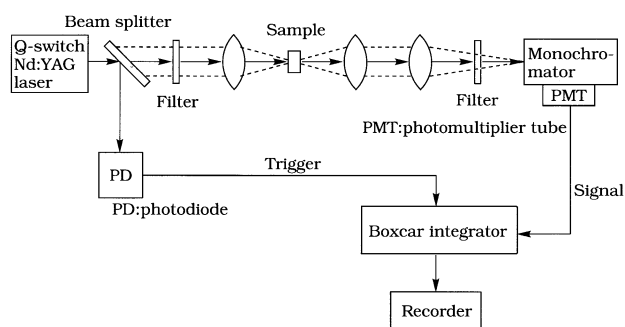 Beam splitter
Sample
Q-switch
Nd:YAG
laser
Monochro-
mator
PMT
Filter
Filter
PMT:photomultiplier tube
PD
Trigger
PD:photodiode
Signal
Boxcar integrator
Recorder